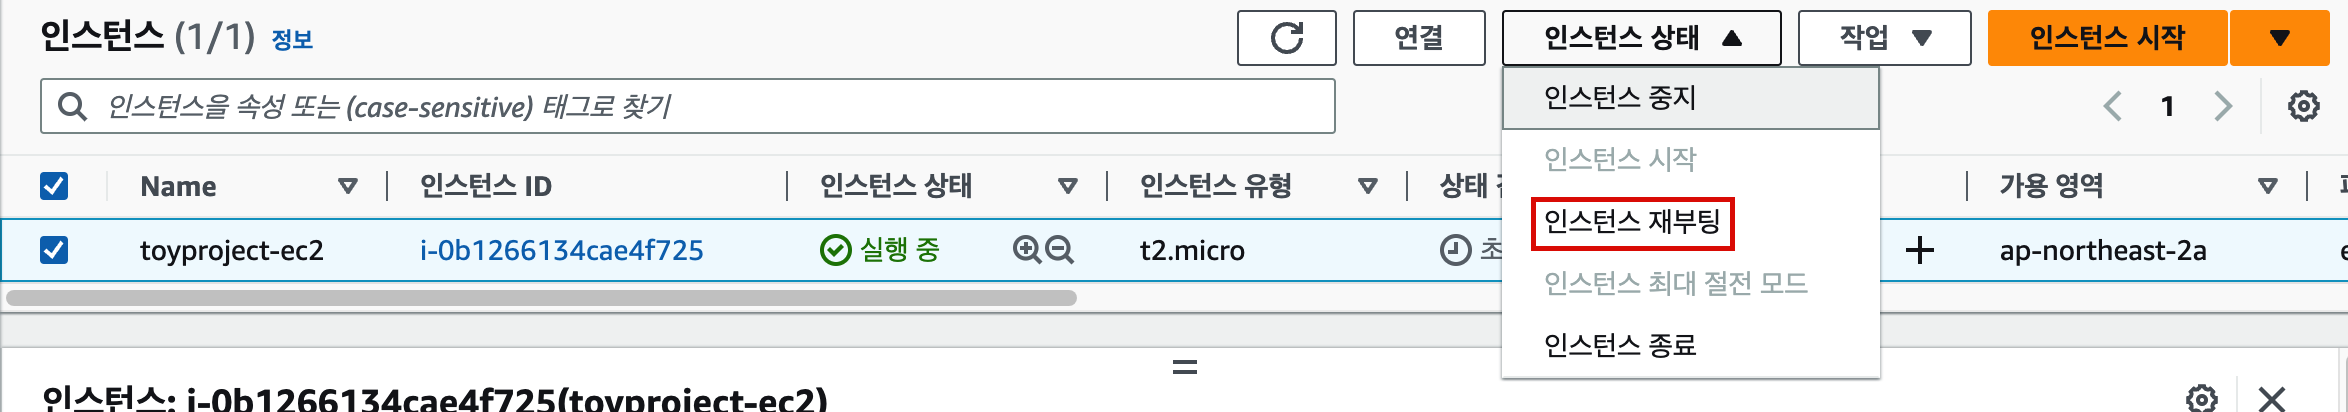 인스턴스 (1/1) 정보
연결
인스턴스 상태
작업
인스턴스 시작
인스턴스을 속성 또는 (case-sensitive) 태그로 찾기
1
인스턴스 중지
인스턴스 시작
인스턴스 재부팅
인스턴스 최대 절전 모드
인스턴스 종료
Name 인스턴스 ID 인스턴스 상태 인스턴스 유형 상태 가용 영역
toyproject-ec2 i-0b1266134cae4f725 실행 중 t2.micro 초 ap-northeast-2a
인스턴스: i-0b1266134cae4f725(toyproject-ec2)